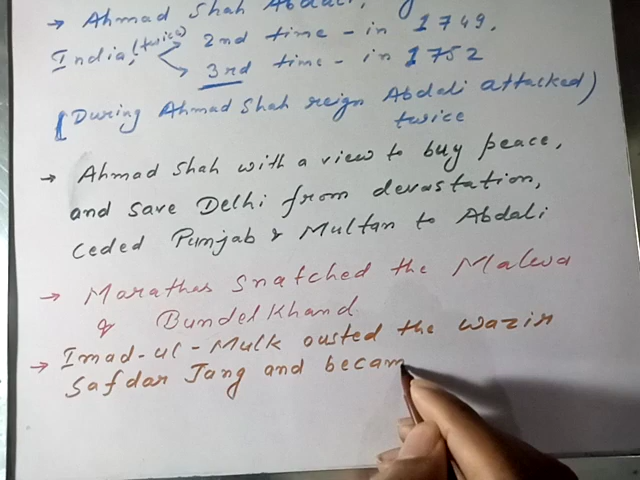 → Ahmad Shah Abdali,
India, (twice) 2nd time - in 1749.
→ 3rd time - in 1752
[During Ahmad Shah reign Abdali attacked)
twice
→ Ahmad Shah with a view to buy peace,
and save Delhi from devastation,
ceded Punjab & Multan to Abdali
→ Marathas snatched the Malwa
& Bundelkhand
→ Imad-ul-Mulk ousted the wazir
Safdar Jang and becam